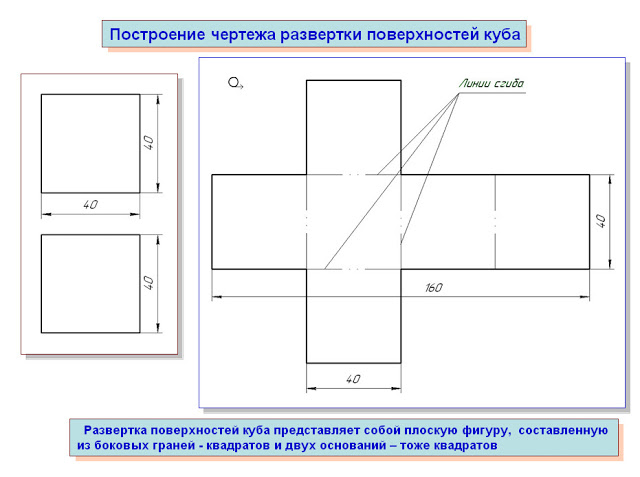 Построение чертежа развертки поверхностей куба
Линии сгиба
40
40
40
40
160
40
Развертка поверхностей куба представляет собой плоскую фигуру, составленную
из боковых граней - квадратов и двух оснований – тоже квадратов